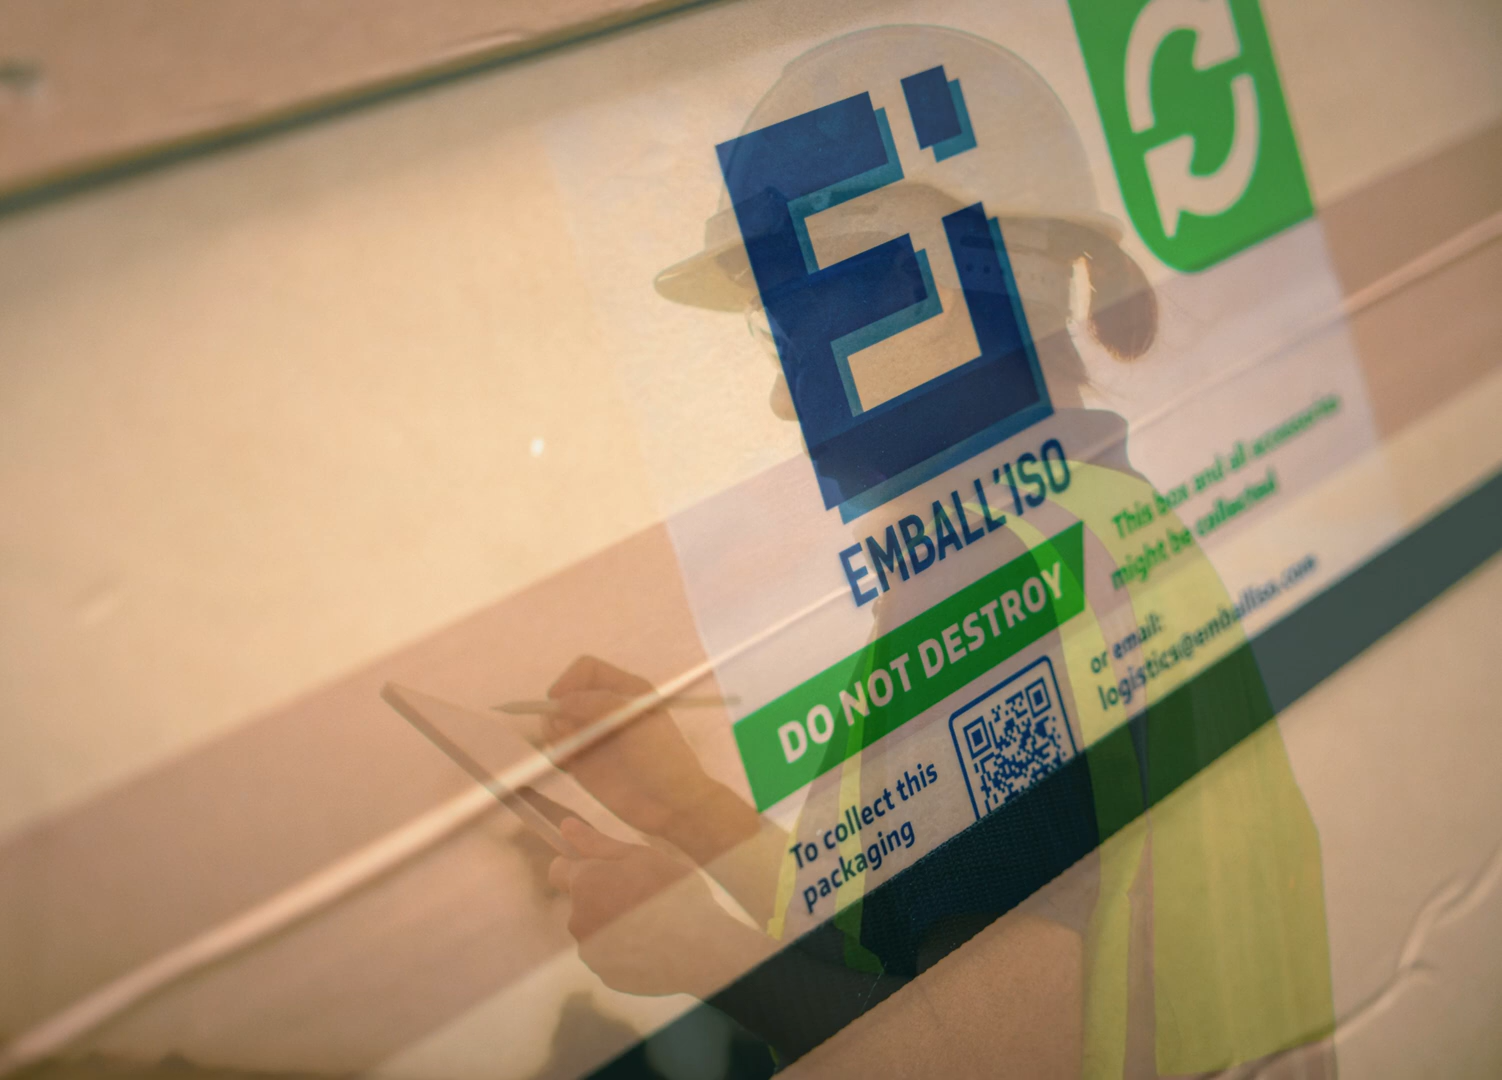 Ei
EMBALL'ISO
DO NOT DESTROY
To collect this
packaging
This box and all accessories
might be collected
or email:
logistics@emballiso.com